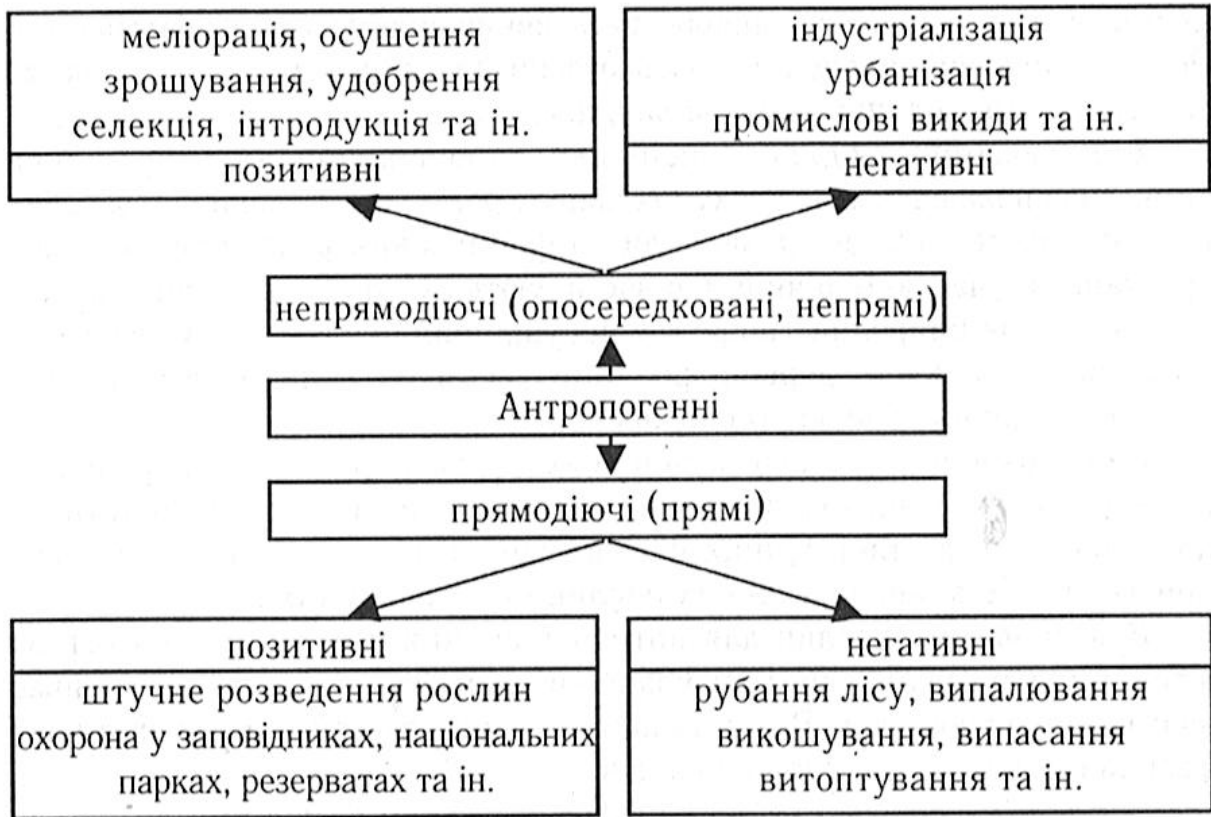 меліорація, осушення
зрошування, удобрення
селекція, інтродукція та ін.
позитивні
індустріалізація
урбанізація
промислові викиди та ін.
негативні
непрямодіючі (опосередковані, непрямі)
Антропогенні
прямодіючі (прямі)
позитивні
штучне розведення рослин
охорона у заповідниках, національних
парках, резерватах та ін.
негативні
рубання лісу, випалювання
викошування, випасання
витоптування та ін.